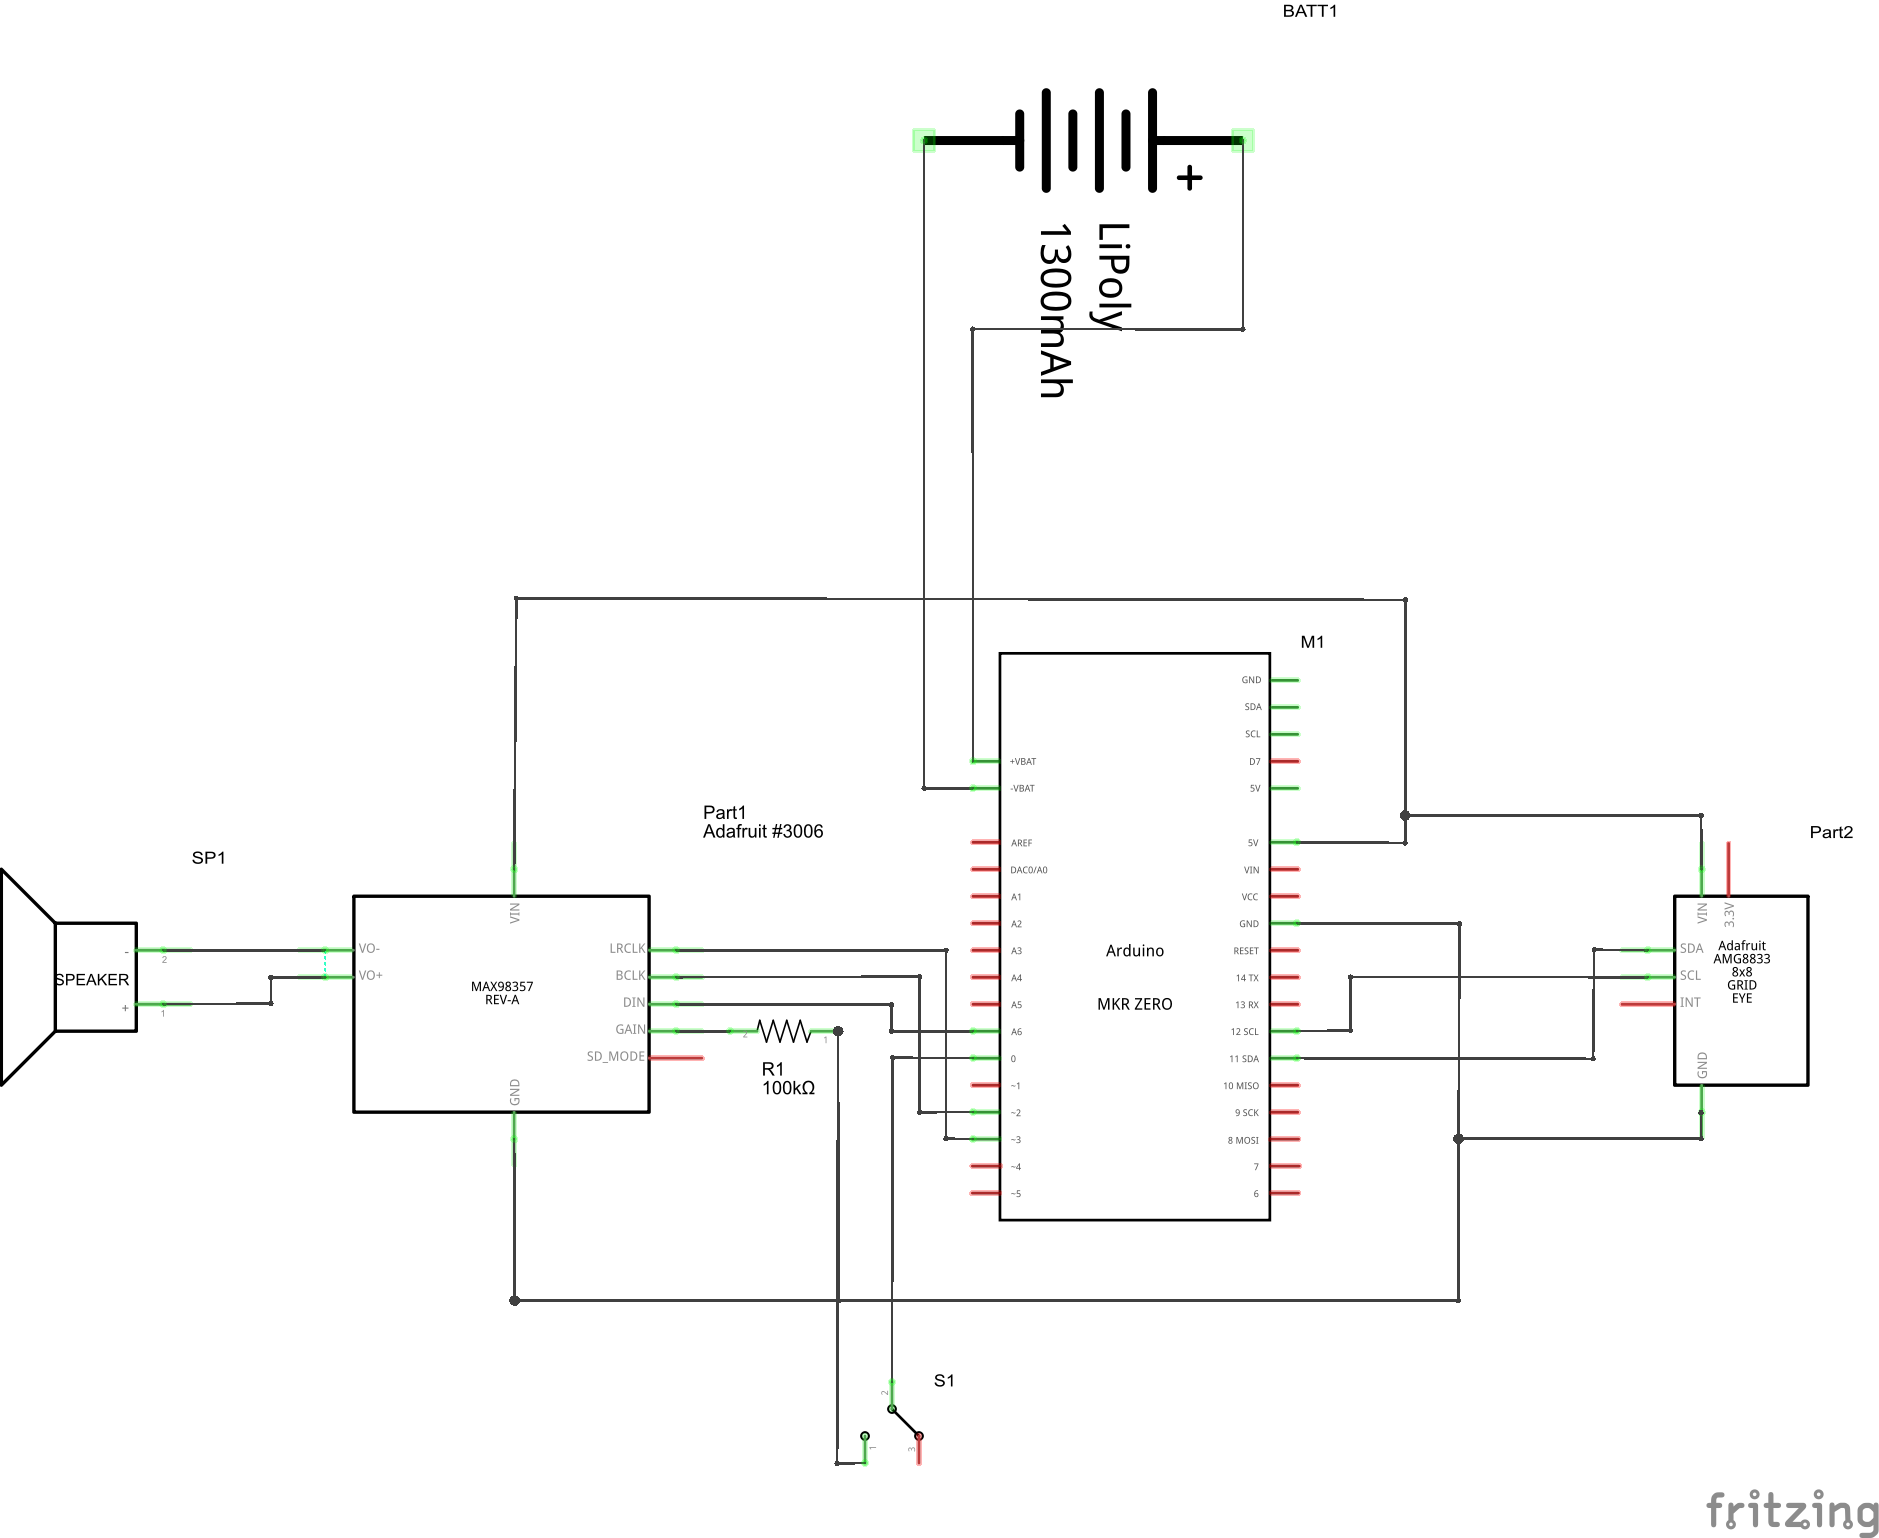 BATT1
+
LiPoly
1300mAh
M1
GND
SDA
SCL
D7
5V
5V
VIN
VCC
GND
RESET
14 TX
13 RX
12 SCL
11 SDA
10 MISO
9 SCK
8 MOSI
7
6
+VBAT
-VBAT
AREF
DAC0/A0
A1
A2
A3
A4
A5
A6
0
~1
~2
~3
~4
~5
Arduino
MKR ZERO
Part1
Adafruit #3006
SP1
SPEAKER
-
+
2
1
VO-
VO+
VIN
MAX98357
REV-A
GND
LRCLK
BCLK
DIN
GAIN
SD_MODE
2
1
R1
100kΩ
Part2
VIN
3.3V
SDA
SCL
INT
GND
Adafruit
AMG8833
8x8
GRID
EYE
S1
2
1
3
fritzing